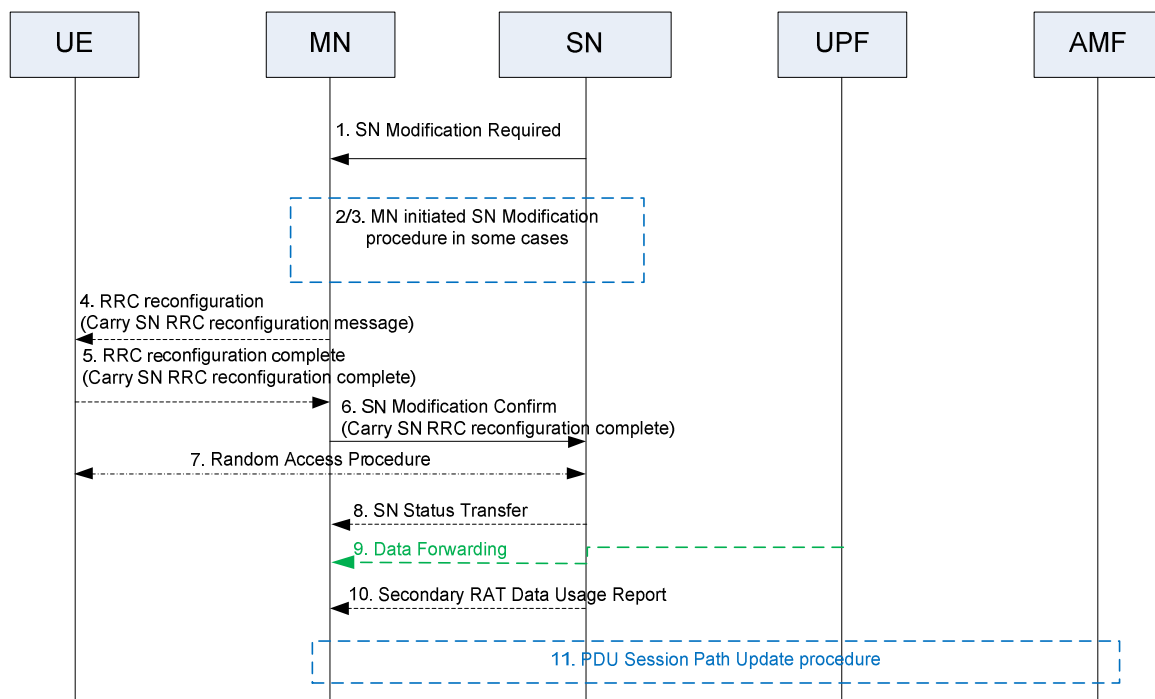 UE
MN
SN
UPF
AMF
1. SN Modification Required
2/3. MN initiated SN Modification
procedure in some cases
4. RRC reconfiguration
(Carry SN RRC reconfiguration message)
5. RRC reconfiguration complete
(Carry SN RRC reconfiguration complete)
6. SN Modification Confirm
(Carry SN RRC reconfiguration complete)
7. Random Access Procedure
8. SN Status Transfer
9. Data Forwarding
10. Secondary RAT Data Usage Report
11. PDU Session Path Update procedure